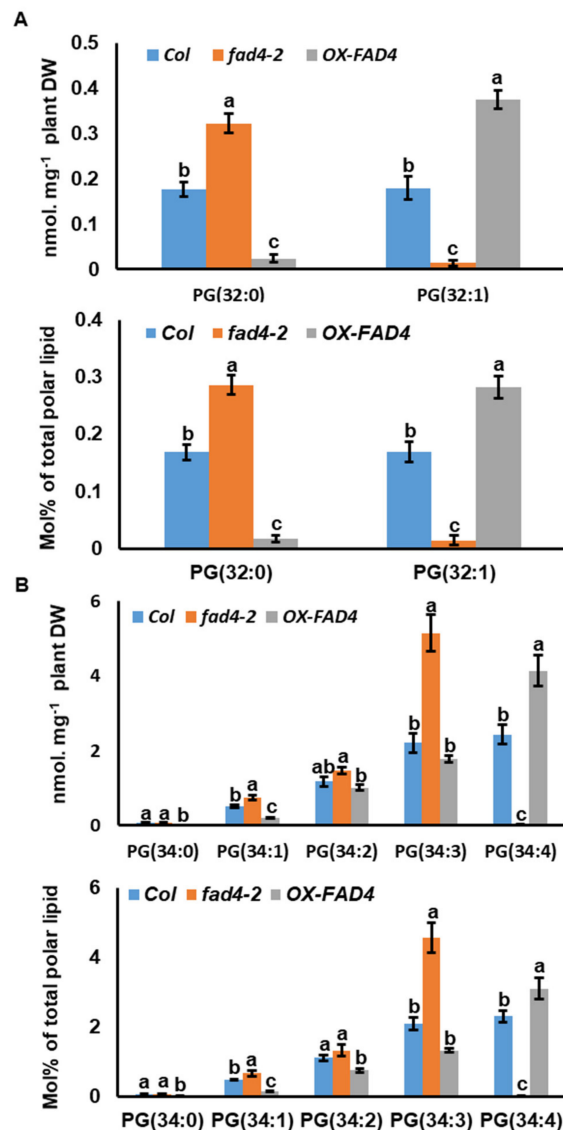 A
nmol. mg⁻¹ plant DW
0.5
0.4
0.3
0.2
0.1
0
Col fad4-2 OX-FAD4
b a c b c a
PG(32:0) PG(32:1)
Mol% of total polar lipid
0.4
0.3
0.2
0.1
0
Col fad4-2 OX-FAD4
b a c b c a
PG(32:0) PG(32:1)
B
nmol. mg⁻¹ plant DW
6
4
2
0
Col fad4-2 OX-FAD4
a a b b a c ab a b b a b b c a
PG(34:0) PG(34:1) PG(34:2) PG(34:3) PG(34:4)
Mol% of total polar lipid
6
4
2
0
Col fad4-2 OX-FAD4
a a b b a c a a b b a b b c a
PG(34:0) PG(34:1) PG(34:2) PG(34:3) PG(34:4)